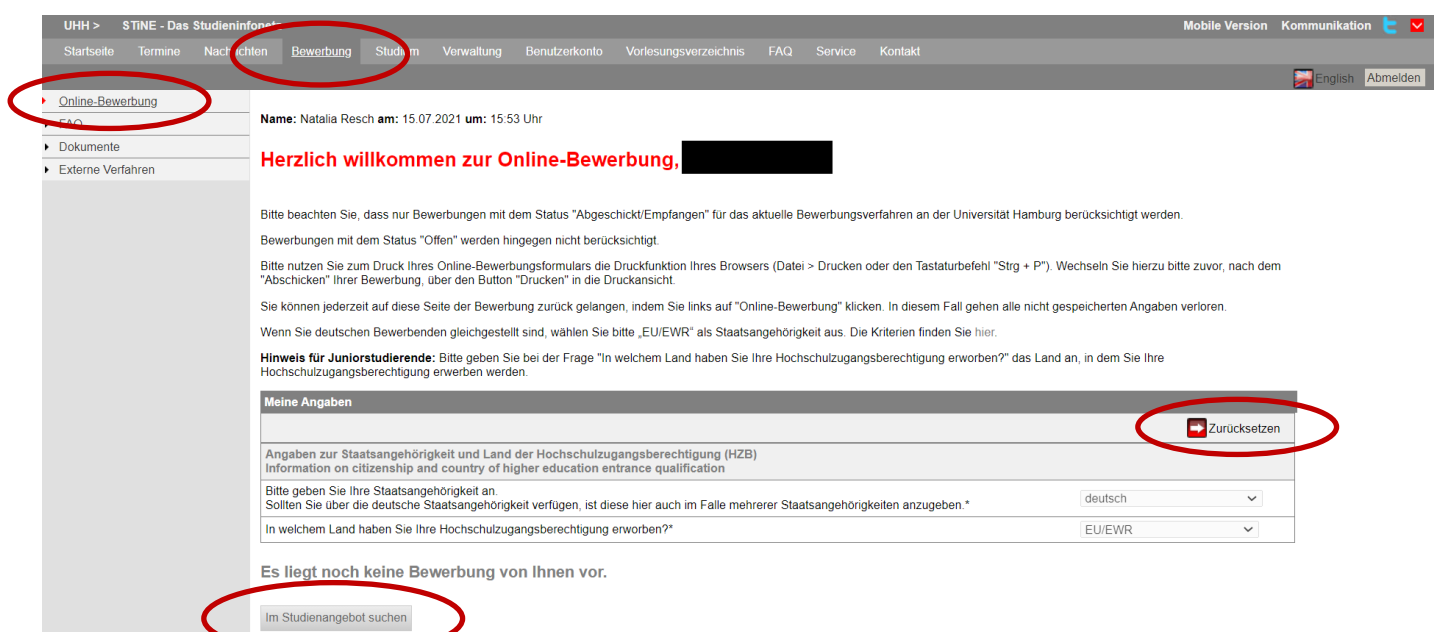 UHH > STiNE - Das Studieninfonetz Mobile Version Kommunikation
Startseite Termine Nachrichten Bewerbung Studium Verwaltung Benutzerkonto Vorlesungsverzeichnis FAQ Service Kontakt
English Abmelden
Online-Bewerbung
FAQ
Dokumente
Externe Verfahren
Name: Natalia Resch am: 15.07.2021 um: 15:53 Uhr
Herzlich willkommen zur Online-Bewerbung,
Bitte beachten Sie, dass nur Bewerbungen mit dem Status "Abgeschickt/Empfangen" für das aktuelle Bewerbungsverfahren an der Universität Hamburg berücksichtigt werden.
Bewerbungen mit dem Status "Offen" werden hingegen nicht berücksichtigt.
Bitte nutzen Sie zum Druck Ihres Online-Bewerbungsformulars die Druckfunktion Ihres Browsers (Datei > Drucken oder den Tastaturbefehl "Strg + P"). Wechseln Sie hierzu bitte zuvor, nach dem
"Abschicken" Ihrer Bewerbung, über den Button "Drucken" in die Druckansicht.
Sie können jederzeit auf diese Seite der Bewerbung zurück gelangen, indem Sie links auf "Online-Bewerbung" klicken. In diesem Fall gehen alle nicht gespeicherten Angaben verloren.
Wenn Sie deutschen Bewerbenden gleichgestellt sind, wählen Sie bitte „EU/EWR“ als Staatsangehörigkeit aus. Die Kriterien finden Sie hier.
Hinweis für Juniorstudierende: Bitte geben Sie bei der Frage "In welchem Land haben Sie Ihre Hochschulzugangsberechtigung erworben?" das Land an, in dem Sie Ihre
Hochschulzugangsberechtigung erwerben werden.
Meine Angaben
Zurücksetzen
Angaben zur Staatsangehörigkeit und Land der Hochschulzugangsberechtigung (HZB)
Information on citizenship and country of higher education entrance qualification
Bitte geben Sie Ihre Staatsangehörigkeit an.
Sollten Sie über die deutsche Staatsangehörigkeit verfügen, ist diese hier auch im Falle mehrerer Staatsangehörigkeiten anzugeben.* deutsch
In welchem Land haben Sie Ihre Hochschulzugangsberechtigung erworben?* EU/EWR
Es liegt noch keine Bewerbung von Ihnen vor.
Im Studienangebot suchen